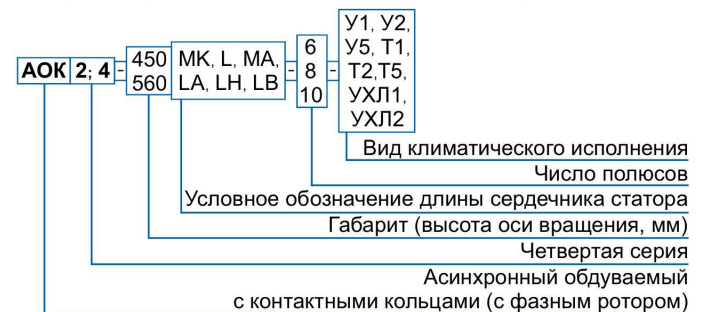 АОК 2; 4 -
450
560
МК, L, МА,
LA, LH, LB
-
6
8
10
-
У1, У2,
У5, Т1,
Т2,Т5,
УХЛ1,
УХЛ2
Вид климатического исполнения
Число полюсов
Условное обозначение длины сердечника статора
Габарит (высота оси вращения, мм)
Четвертая серия
Асинхронный обдуваемый
с контактными кольцами (с фазным ротором)